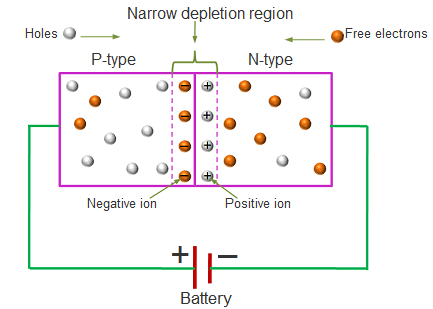 Narrow depletion region
Holes
Free electrons
P-type
N-type
Negative ion
Positive ion
+ −
Battery